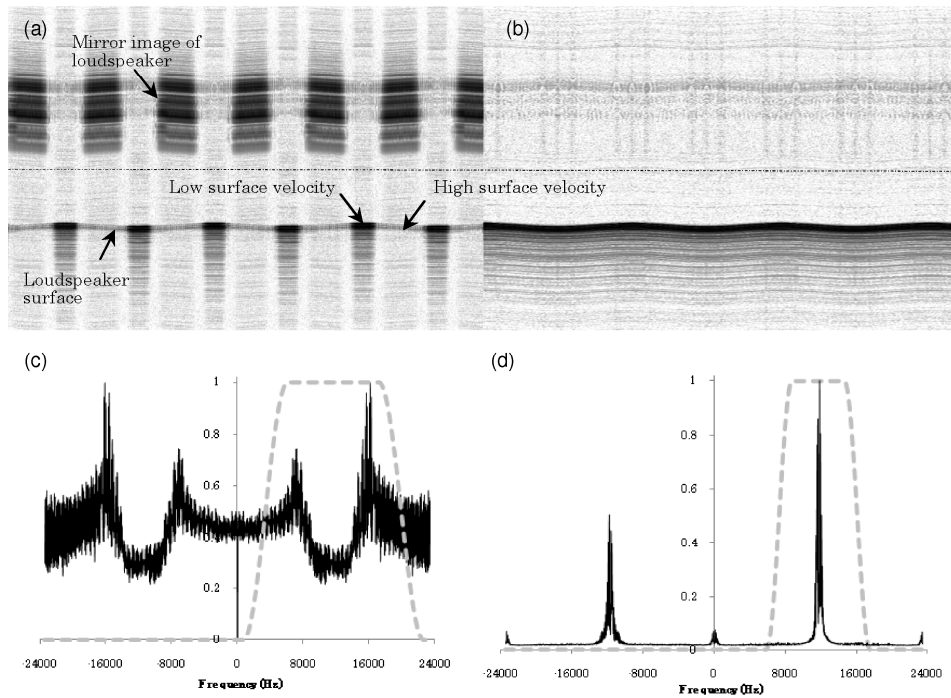 (a)
(b)
Mirror image of
loudspeaker
Low surface velocity
High surface velocity
Loudspeaker
surface
(c)
(d)
1
0.8
0.6
0.4
0.2
0
-24000 -16000 -8000 0 8000 16000 24000
Frequency (Hz)
1
0.8
0.6
0.4
0.2
0
-24000 -16000 -8000 0 8000 16000 24000
Frequency (Hz)